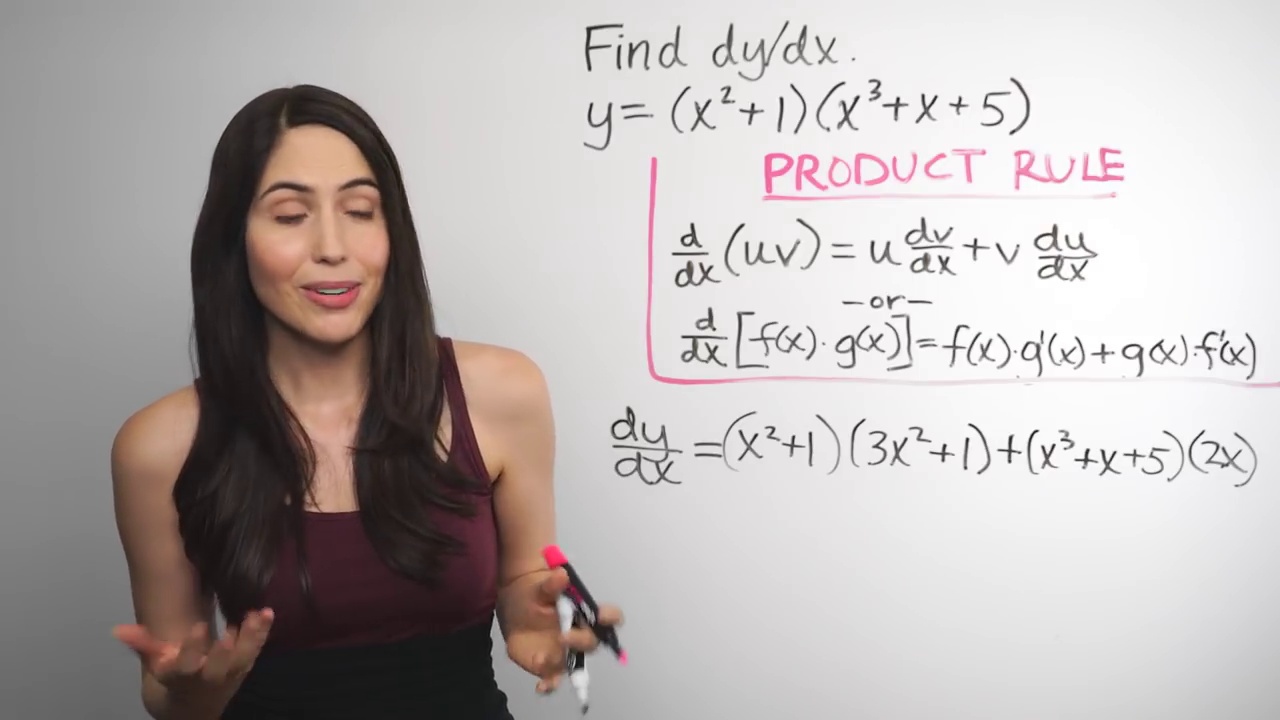 Find dy/dx.
y = (x²+1)(x³+x+5)
PRODUCT RULE
d/dx (uv) = u dv/dx + v du/dx
-or-
d/dx [f(x)·g(x)] = f(x)·g'(x) + g(x)·f'(x)
dy/dx = (x²+1)(3x²+1)+(x³+x+5)(2x)